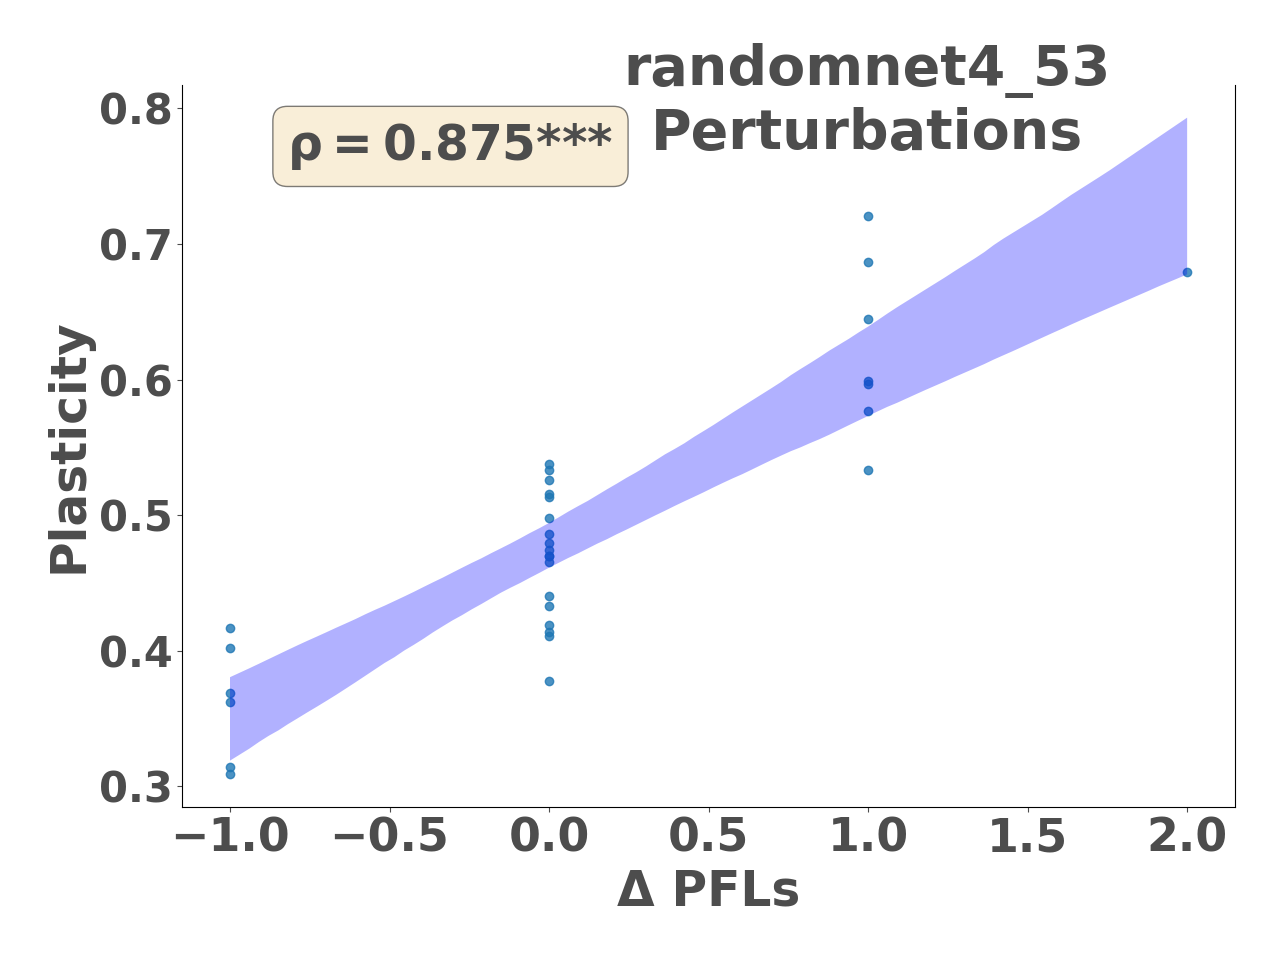 randomnet4_53
Perturbations
ρ = 0.875***
Plasticity
0.8
0.7
0.6
0.5
0.4
0.3
−1.0 −0.5 0.0 0.5 1.0 1.5 2.0
Δ PFLs